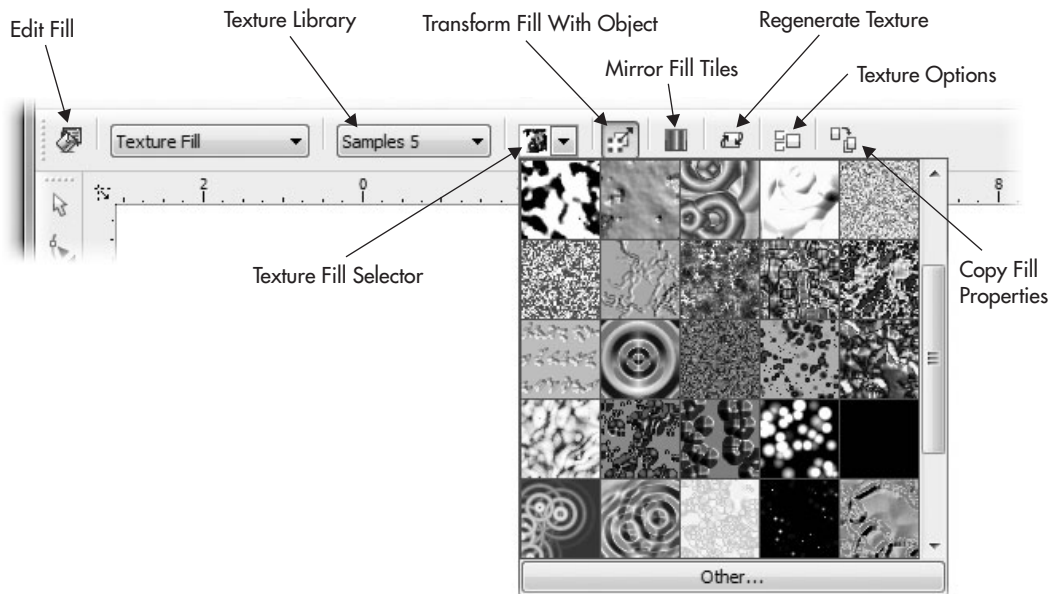 Edit Fill
Texture Library
Transform Fill With Object
Regenerate Texture
Mirror Fill Tiles
Texture Options
Texture Fill
Samples 5
2
0
8
Texture Fill Selector
Copy Fill
Properties
Other...